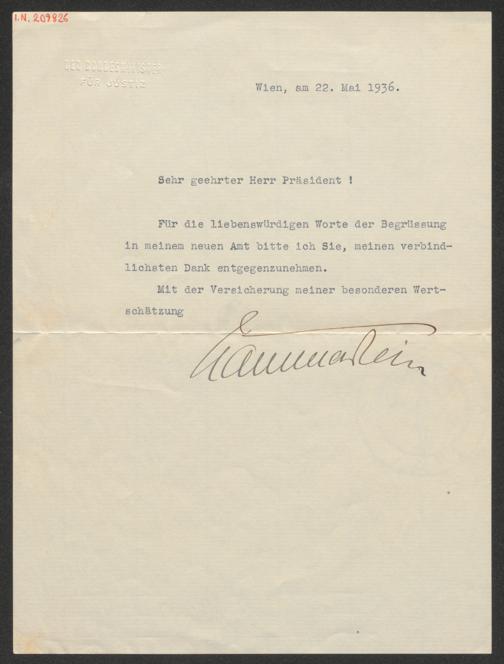 I.N. 209826
DER BUNDESMINISTER
FÜR JUSTIZ
Wien, am 22. Mai 1936.
Sehr geehrter Herr Präsident !
Für die liebenswürdigen Worte der Begrüssung
in meinem neuen Amt bitte ich Sie, meinen verbind-
lichsten Dank entgegenzunehmen.
Mit der Versicherung meiner besonderen Wert-
schätzung
Hammerstein